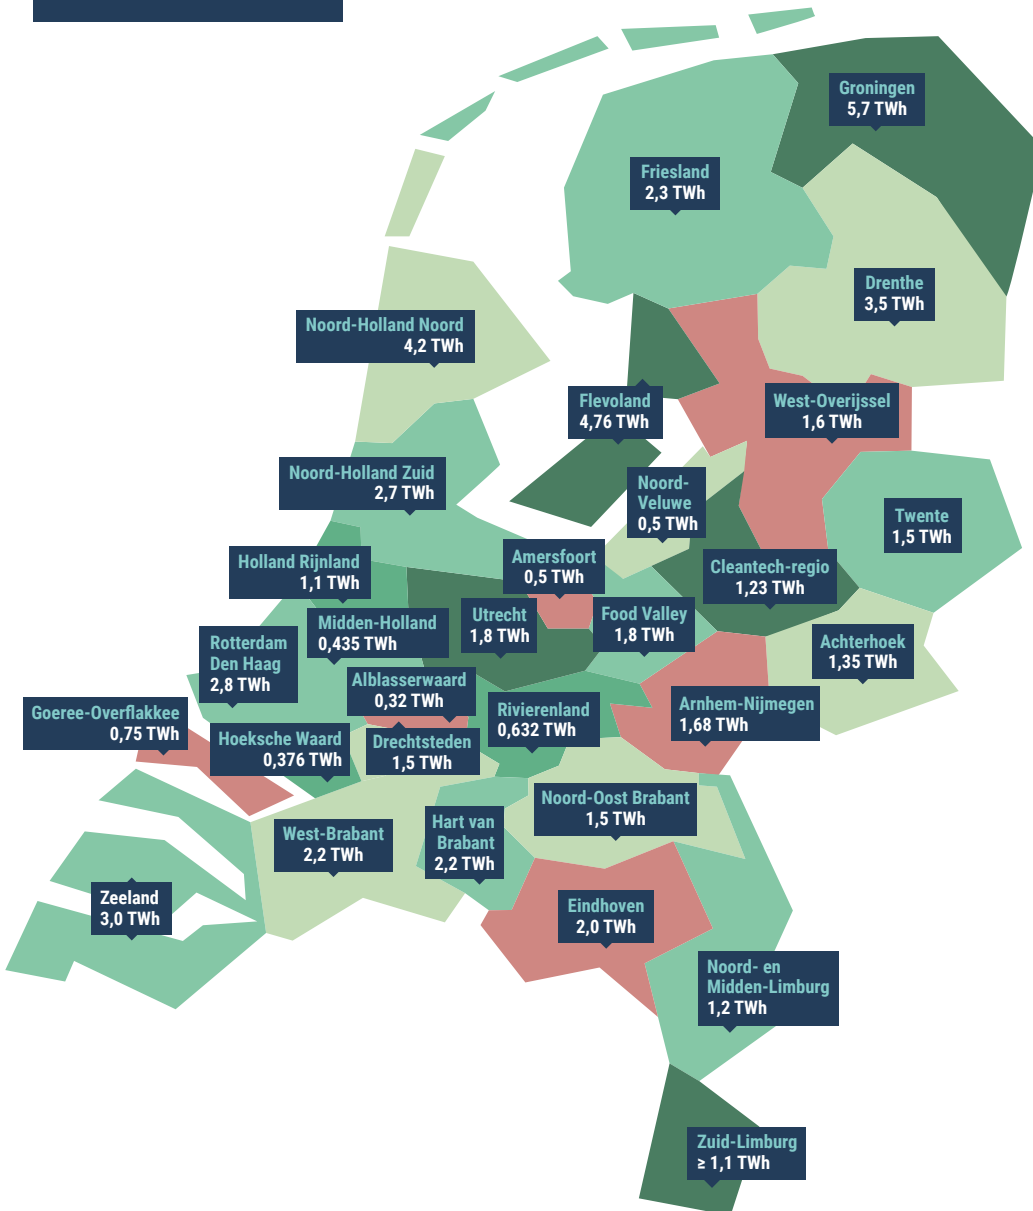 Groningen
5,7 TWh
Friesland
2,3 TWh
Drenthe
3,5 TWh
Noord-Holland Noord
4,2 TWh
Flevoland
4,76 TWh
West-Overijssel
1,6 TWh
Noord-Holland Zuid
2,7 TWh
Noord-
Veluwe
0,5 TWh
Twente
1,5 TWh
Holland Rijnland
1,1 TWh
Amersfoort
0,5 TWh
Cleantech-regio
1,23 TWh
Midden-Holland
0,435 TWh
Utrecht
1,8 TWh
Food Valley
1,8 TWh
Rotterdam
Den Haag
2,8 TWh
Achterhoek
1,35 TWh
Alblasserwaard
0,32 TWh
Goeree-Overflakkee
0,75 TWh
Rivierenland
0,632 TWh
Arnhem-Nijmegen
1,68 TWh
Hoeksche Waard
0,376 TWh
Drechtsteden
1,5 TWh
Noord-Oost Brabant
1,5 TWh
West-Brabant
2,2 TWh
Hart van
Brabant
2,2 TWh
Zeeland
3,0 TWh
Eindhoven
2,0 TWh
Noord- en
Midden-Limburg
1,2 TWh
Zuid-Limburg
≥ 1,1 TWh